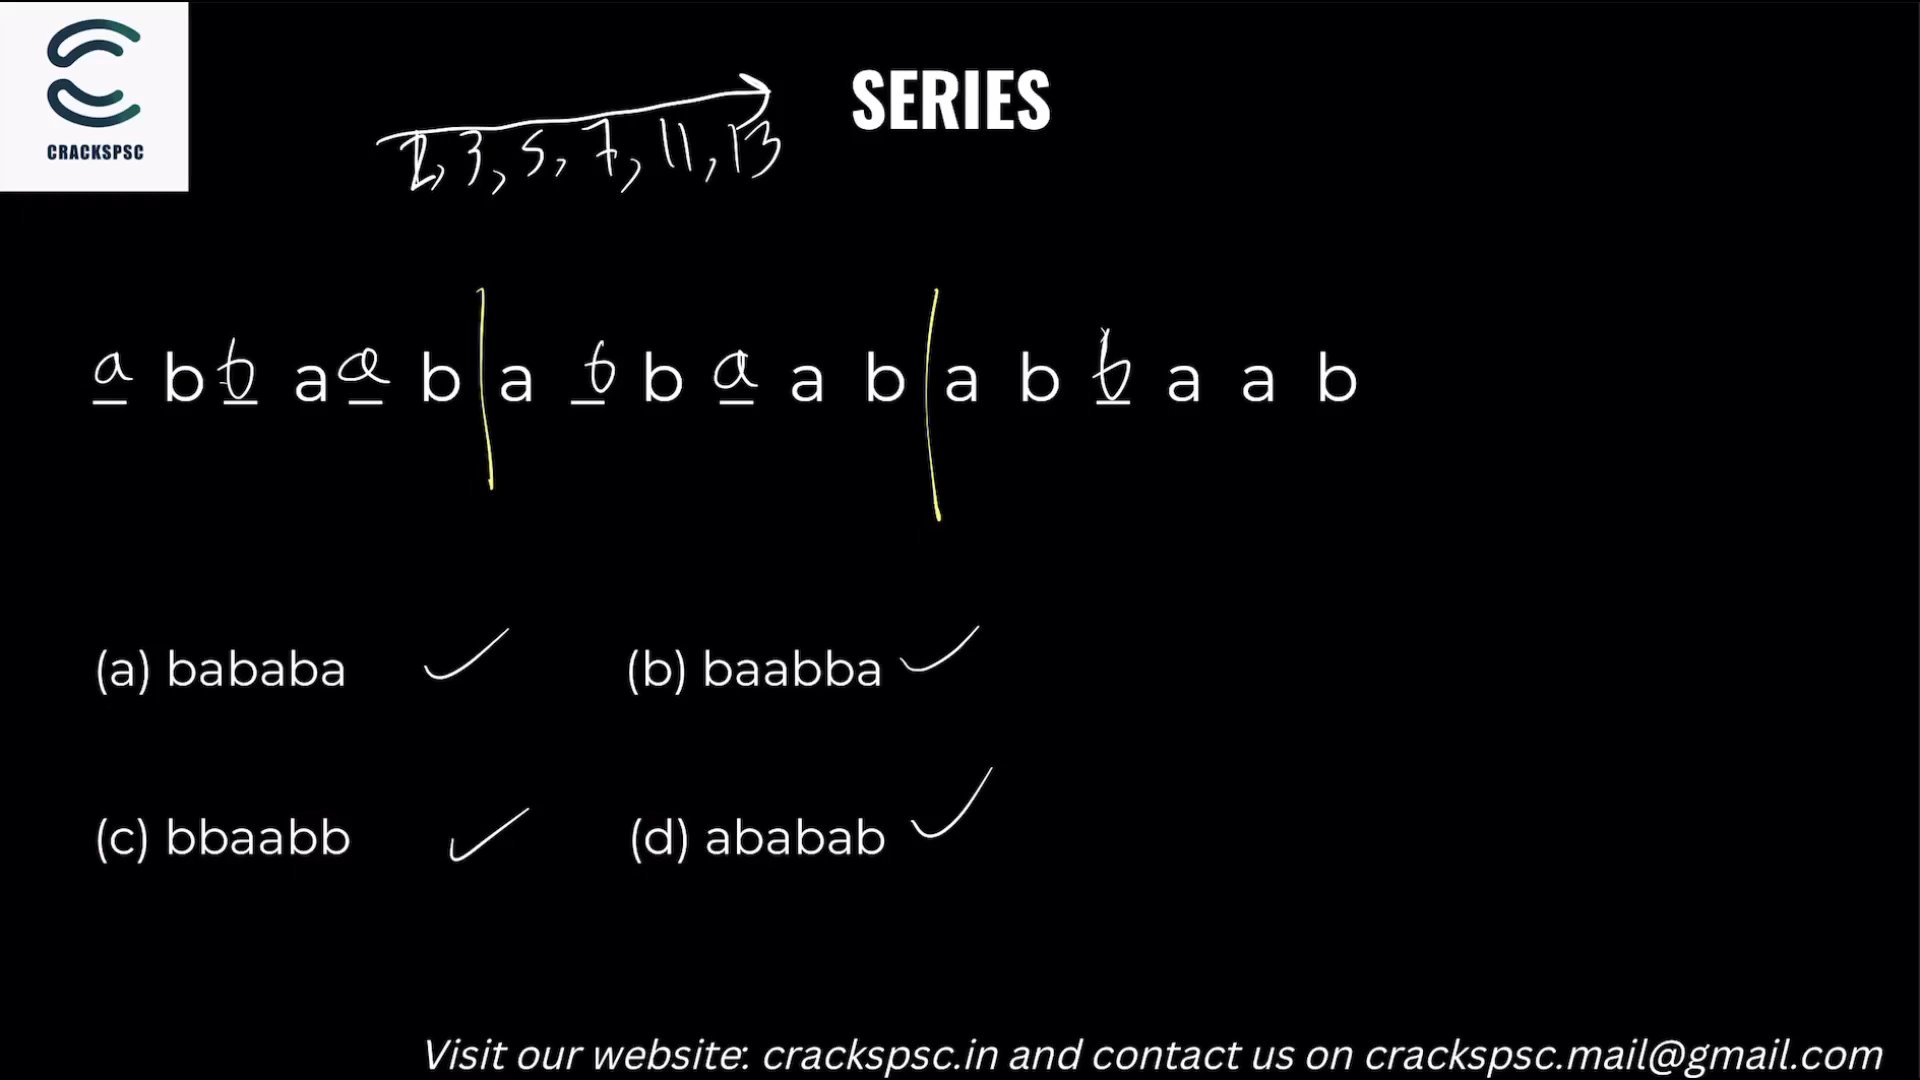 SERIES
2, 3, 5, 7, 11, 13
CRACKSPSC
a b b a a b a b b a a b a b b a a b
(a) bababa (b) baabba
(c) bbaabb (d) ababab
Visit our website: crackspsc.in and contact us on crackspsc.mail@gmail.com